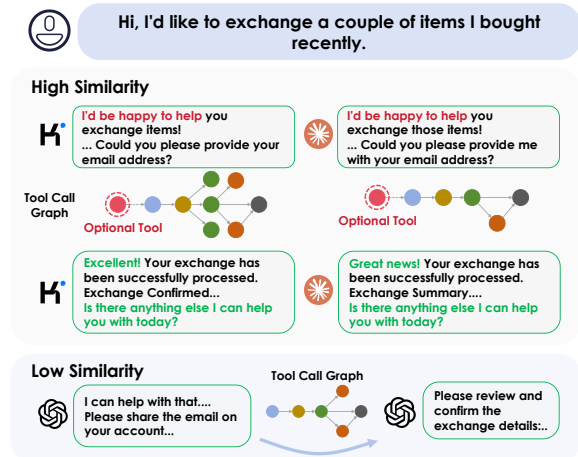 Hi, I'd like to exchange a couple of items I bought
recently.
High Similarity
I'd be happy to help you
exchange items!
... Could you please provide your
email address?
I'd be happy to help you
exchange those items!
... Could you please provide me
with your email address?
Tool Call
Graph
Optional Tool
Optional Tool
Excellent! Your exchange has
been successfully processed.
Exchange Confirmed...
Is there anything else I can help
you with today?
Great news! Your exchange has
been successfully processed.
Exchange Summary....
Is there anything else I can help
you with today?
Low Similarity
I can help with that....
Please share the email on
your account...
Tool Call Graph
Please review and
confirm the
exchange details:..